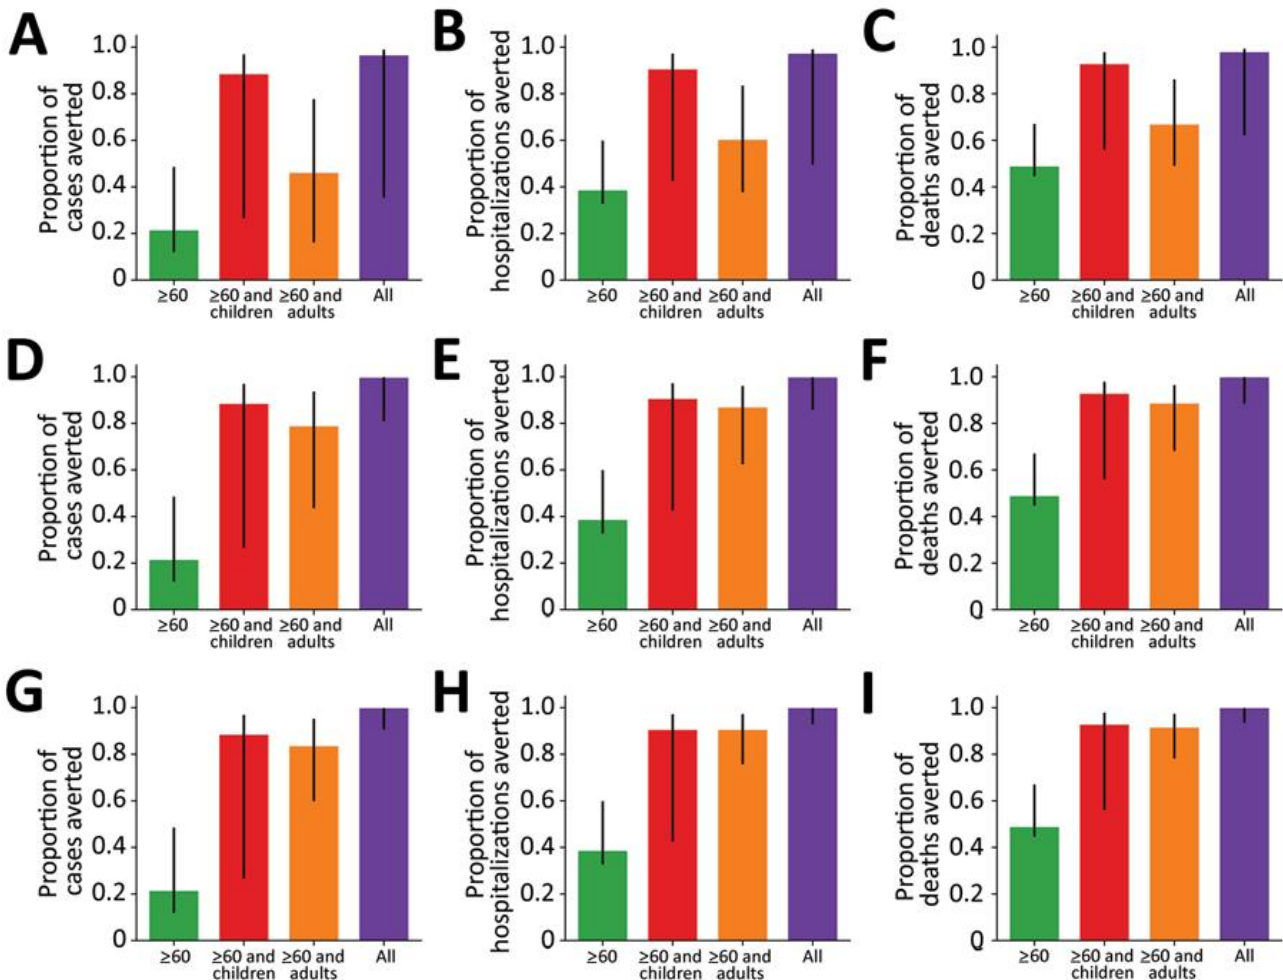 A
Proportion of
cases averted
1.0
0.8
0.6
0.4
0.2
0
≥60
≥60 and
children
≥60 and
adults
All
B
Proportion of
hospitalizations averted
1.0
0.8
0.6
0.4
0.2
0
≥60
≥60 and
children
≥60 and
adults
All
C
Proportion of
deaths averted
1.0
0.8
0.6
0.4
0.2
0
≥60
≥60 and
children
≥60 and
adults
All
D
Proportion of
cases averted
1.0
0.8
0.6
0.4
0.2
0
≥60
≥60 and
children
≥60 and
adults
All
E
Proportion of
hospitalizations averted
1.0
0.8
0.6
0.4
0.2
0
≥60
≥60 and
children
≥60 and
adults
All
F
Proportion of
deaths averted
1.0
0.8
0.6
0.4
0.2
0
≥60
≥60 and
children
≥60 and
adults
All
G
Proportion of
cases averted
1.0
0.8
0.6
0.4
0.2
0
≥60
≥60 and
children
≥60 and
adults
All
H
Proportion of
hospitalizations averted
1.0
0.8
0.6
0.4
0.2
0
≥60
≥60 and
children
≥60 and
adults
All
I
Proportion of
deaths averted
1.0
0.8
0.6
0.4
0.2
0
≥60
≥60 and
children
≥60 and
adults
All